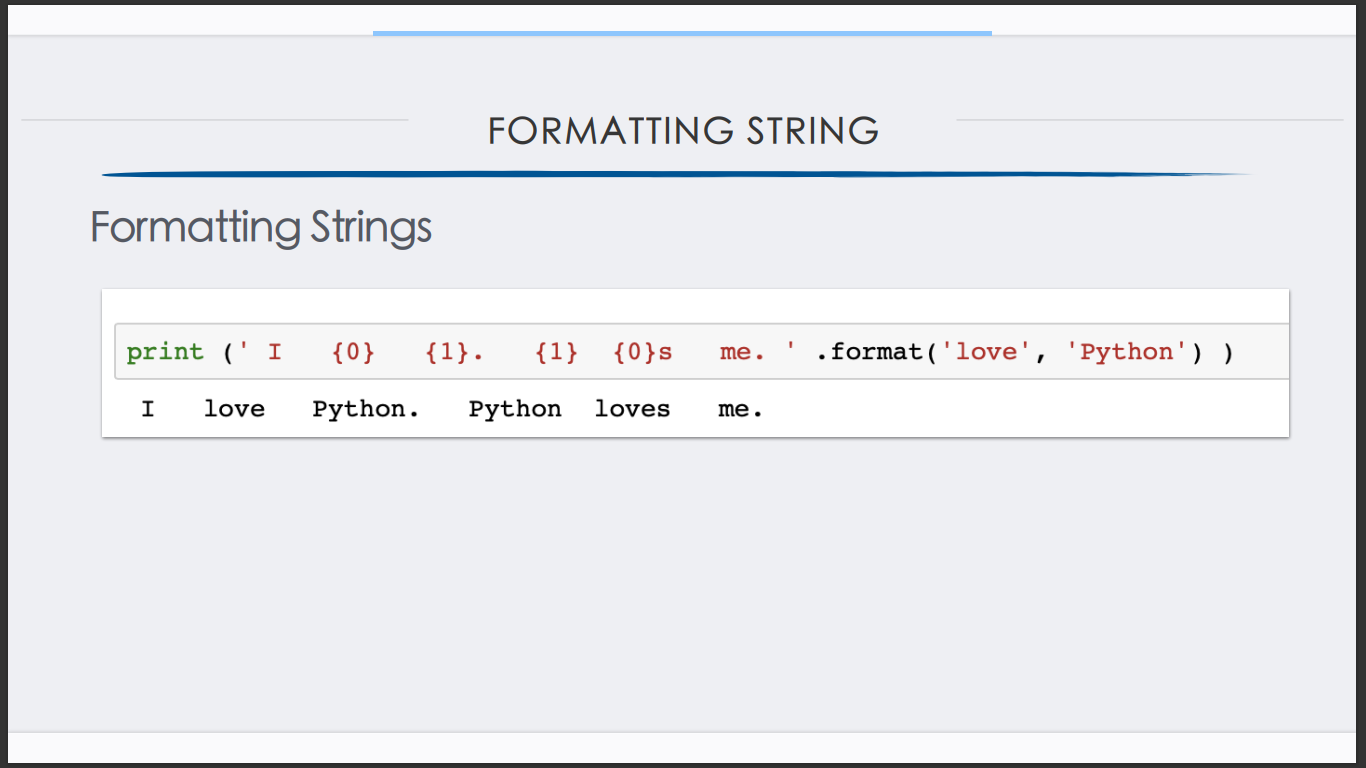 FORMATTING STRING
Formatting Strings
print (' I   {0}   {1}.   {1}  {0}s   me. ' .format('love', 'Python') )
 I   love   Python.   Python  loves   me.